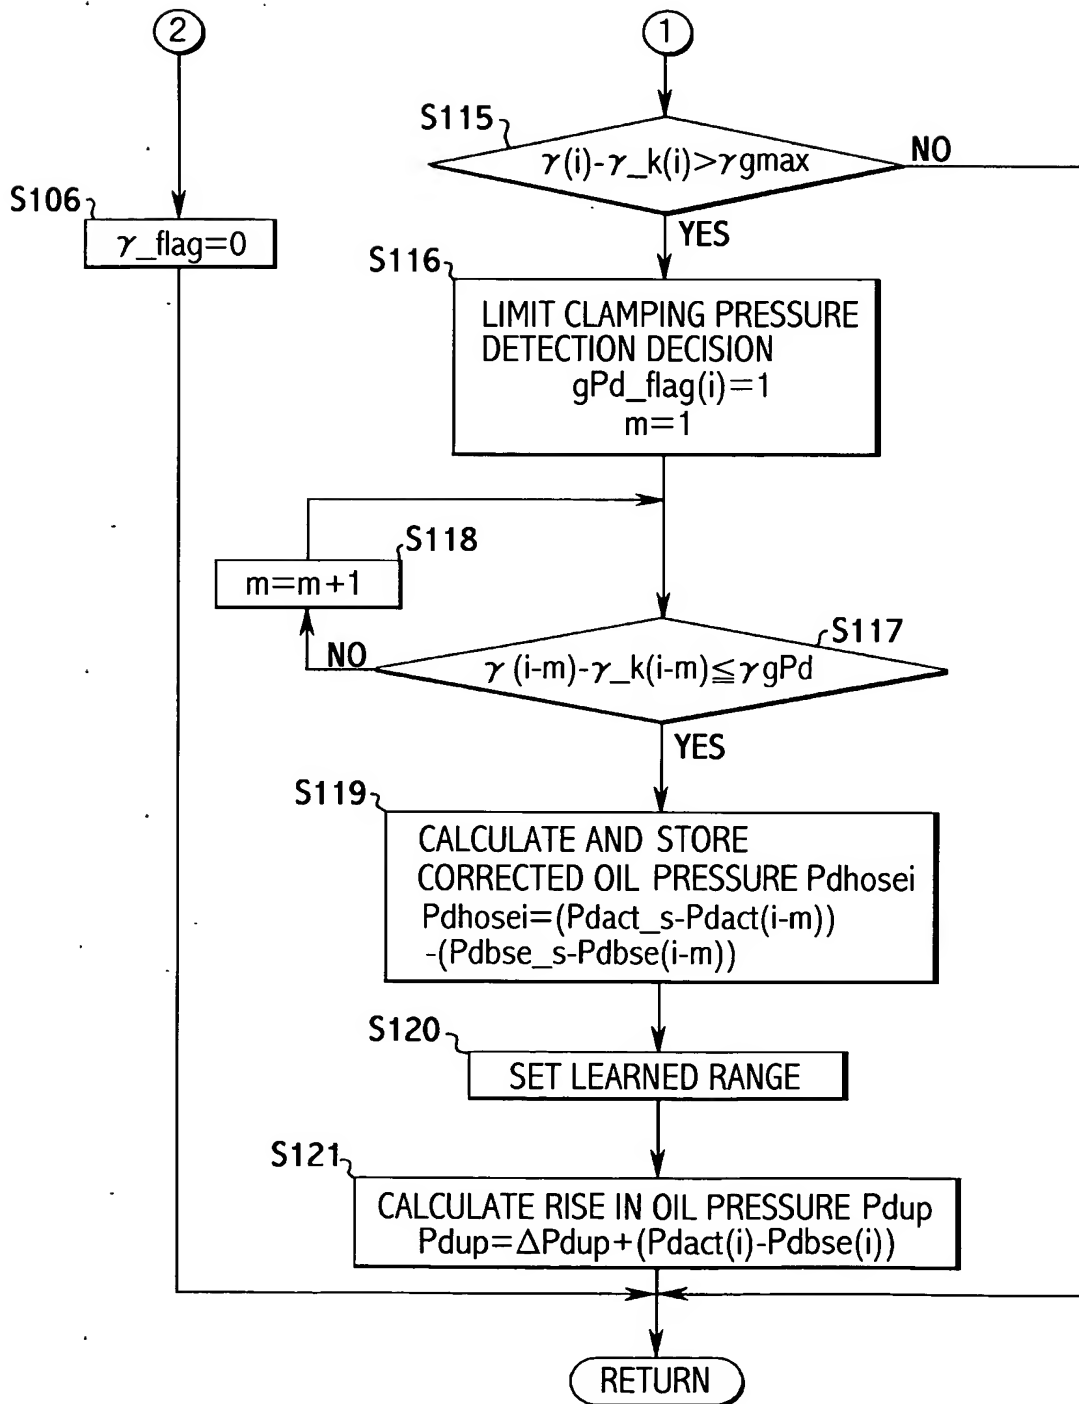 2
1
S115
γ(i)-γ_k(i)>γgmax
NO
YES
S106
γ_flag=0
S116
LIMIT CLAMPING PRESSURE
DETECTION DECISION
gPd_flag(i)=1
m=1
S118
m=m+1
S117
γ(i-m)-γ_k(i-m)≦γgPd
NO
YES
S119
CALCULATE AND STORE
CORRECTED OIL PRESSURE Pdhosei
Pdhosei=(Pdact_s-Pdact(i-m))
-(Pdbse_s-Pdbse(i-m))
S120
SET LEARNED RANGE
S121
CALCULATE RISE IN OIL PRESSURE Pdup
Pdup=ΔPdup+(Pdact(i)-Pdbse(i))
RETURN